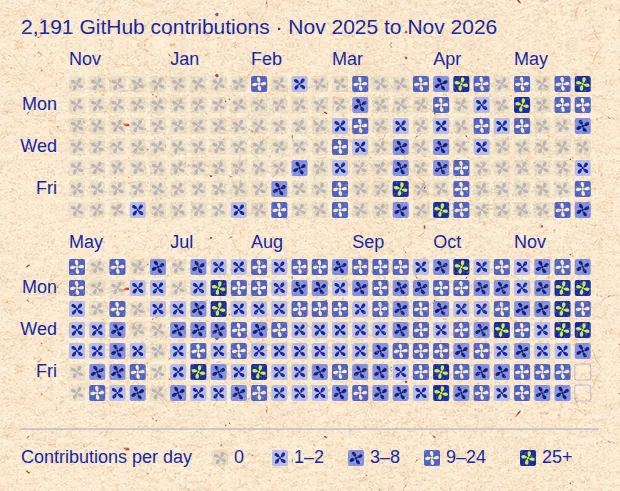 2,191 GitHub contributions · Nov 2025 to Nov 2026
Nov Jan Feb Mar Apr May
Mon
Wed
Fri
May Jul Aug Sep Oct Nov
Mon
Wed
Fri
Contributions per day 0 1–2 3–8 9–24 25+